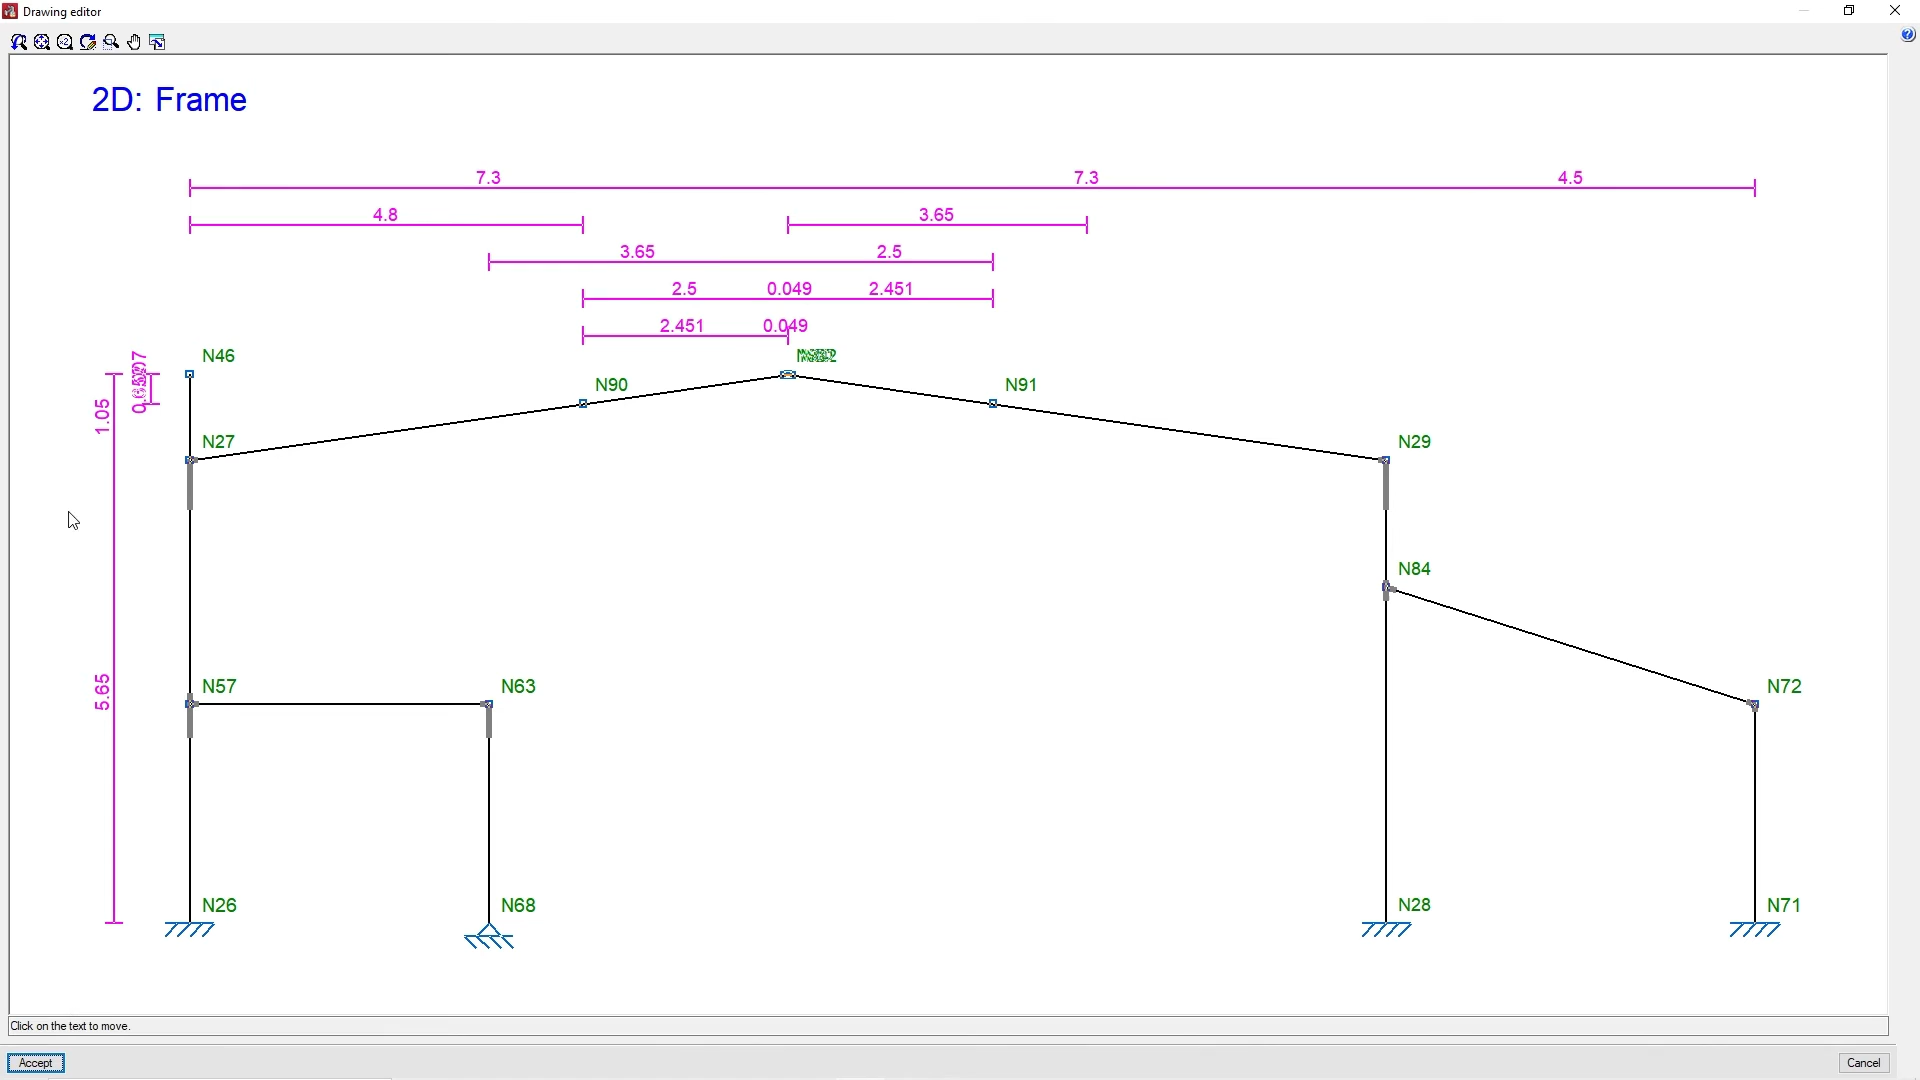 Drawing editor
2D: Frame
7.3 7.3 4.5
4.8 3.65
3.65 2.5
2.5 0.049 2.451
2.451 0.049
N46
N90 N91
1.05
N27 N29
N84
5.65
N57 N63 N72
N26 N68 N28 N71
Click on the text to move.
Accept Cancel